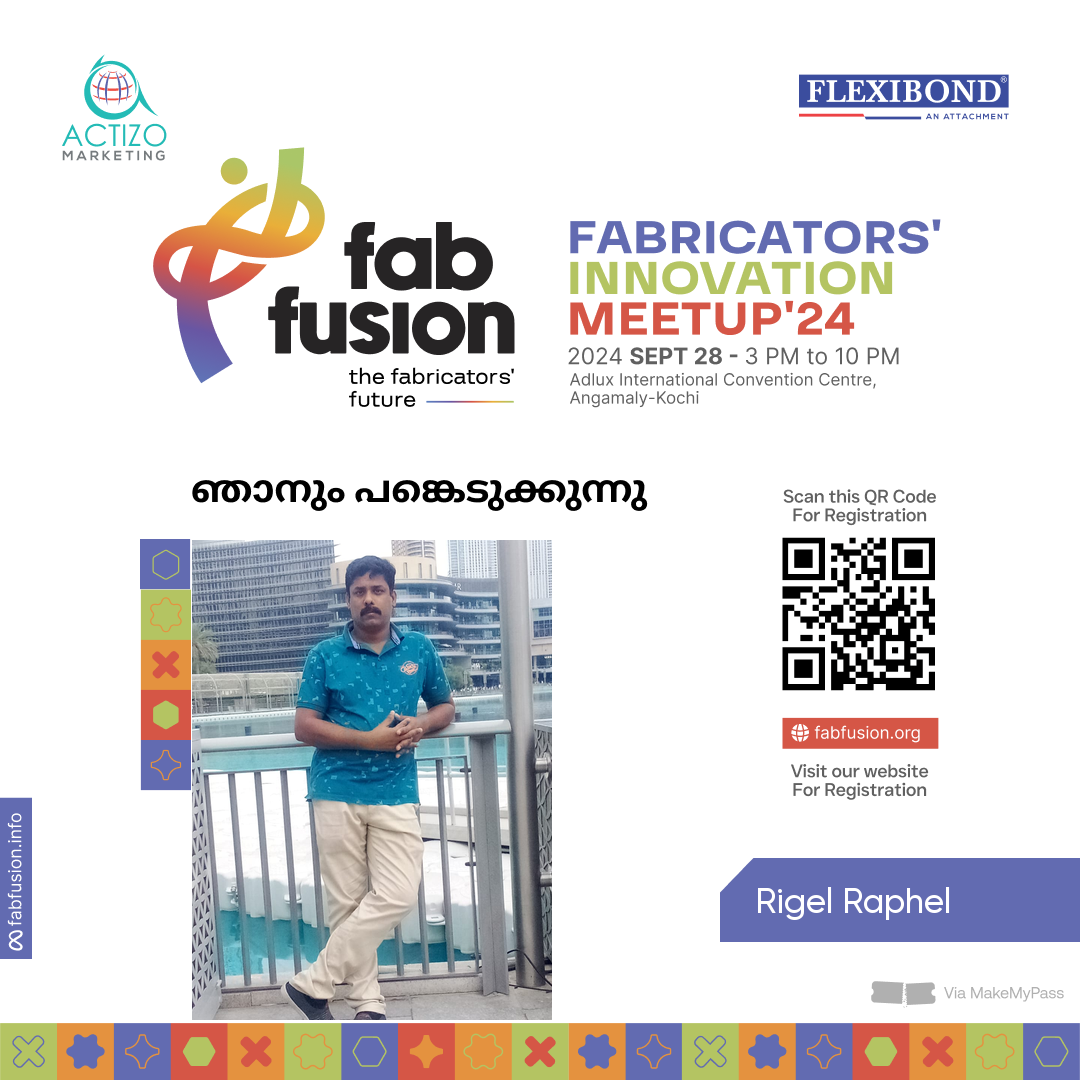 ACTIZO
MARKETING
FLEXIBOND®
AN ATTACHMENT
fab
fusion
the fabricators'
future
FABRICATORS'
INNOVATION
MEETUP'24
2024 SEPT 28 - 3 PM to 10 PM
Adlux International Convention Centre,
Angamaly-Kochi
ഞാനും പങ്കെടുക്കുന്നു
Scan this QR Code
For Registration
fabfusion.org
Visit our website
For Registration
fabfusion.info
Rigel Raphel
Via MakeMyPass